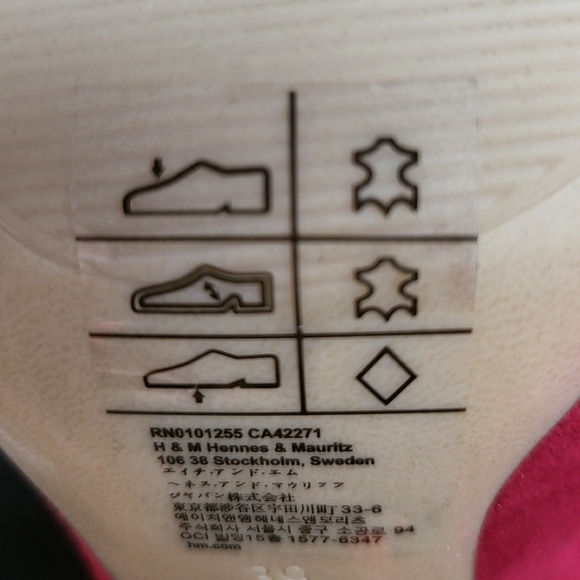 RN0101255 CA42271
H & M Hennes & Mauritz
106 38 Stockholm, Sweden
エイチ・アンド・エム
ヘネス・アンド・マウリッツ
ジャパン株式会社
東京都渋谷区宇田川町 33-6
에이치앤엠헤네스앤모리츠
주식회사 서울시 중구 소공로 94
CCI 빌딩15층 1577-6347
hm.com